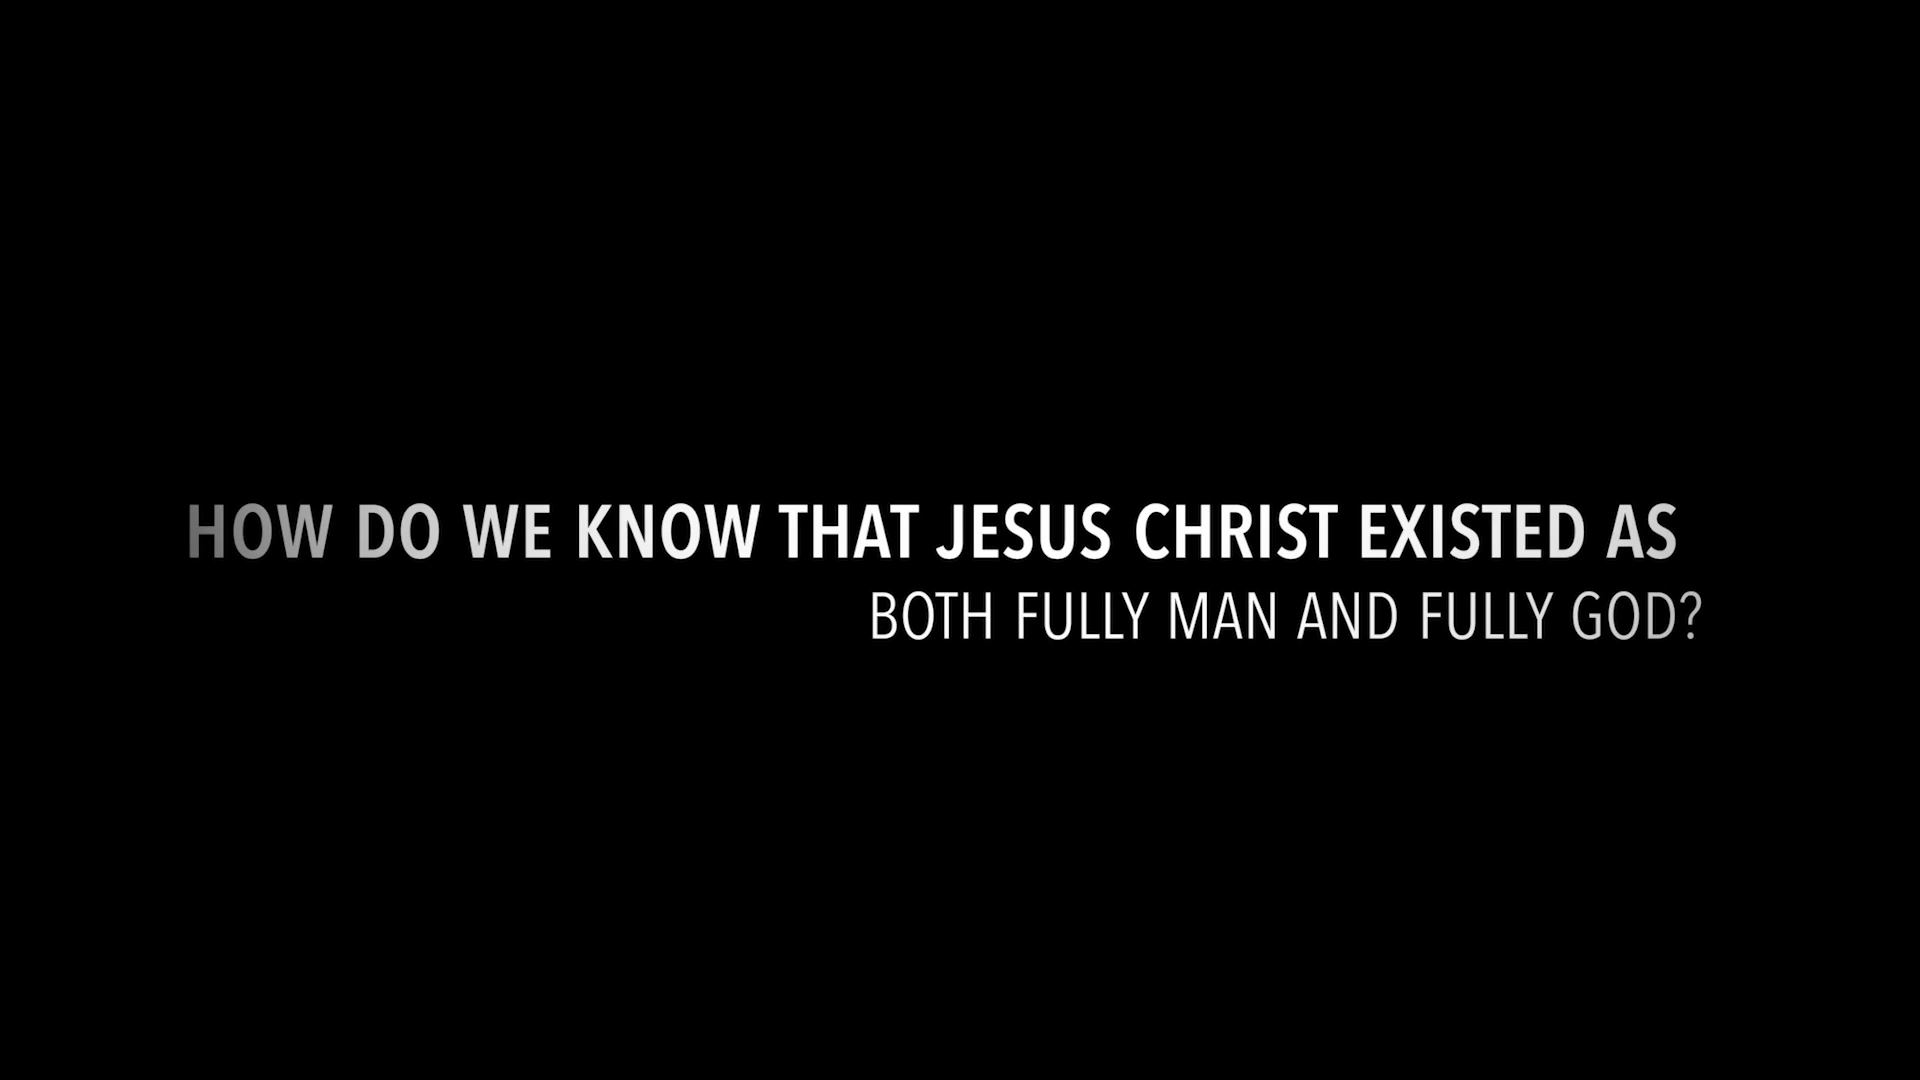 HOW DO WE KNOW THAT JESUS CHRIST EXISTED AS
BOTH FULLY MAN AND FULLY GOD?